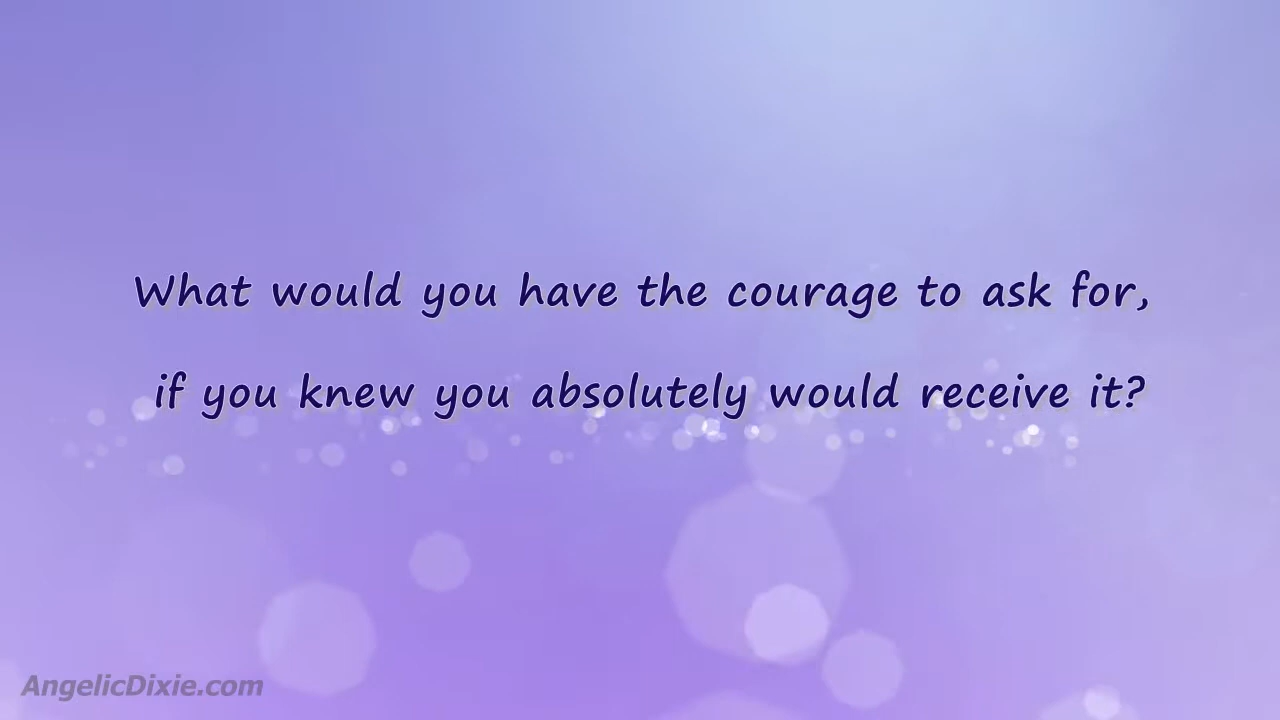 What would you have the courage to ask for,
if you knew you absolutely would receive it?
AngelicDixie.com